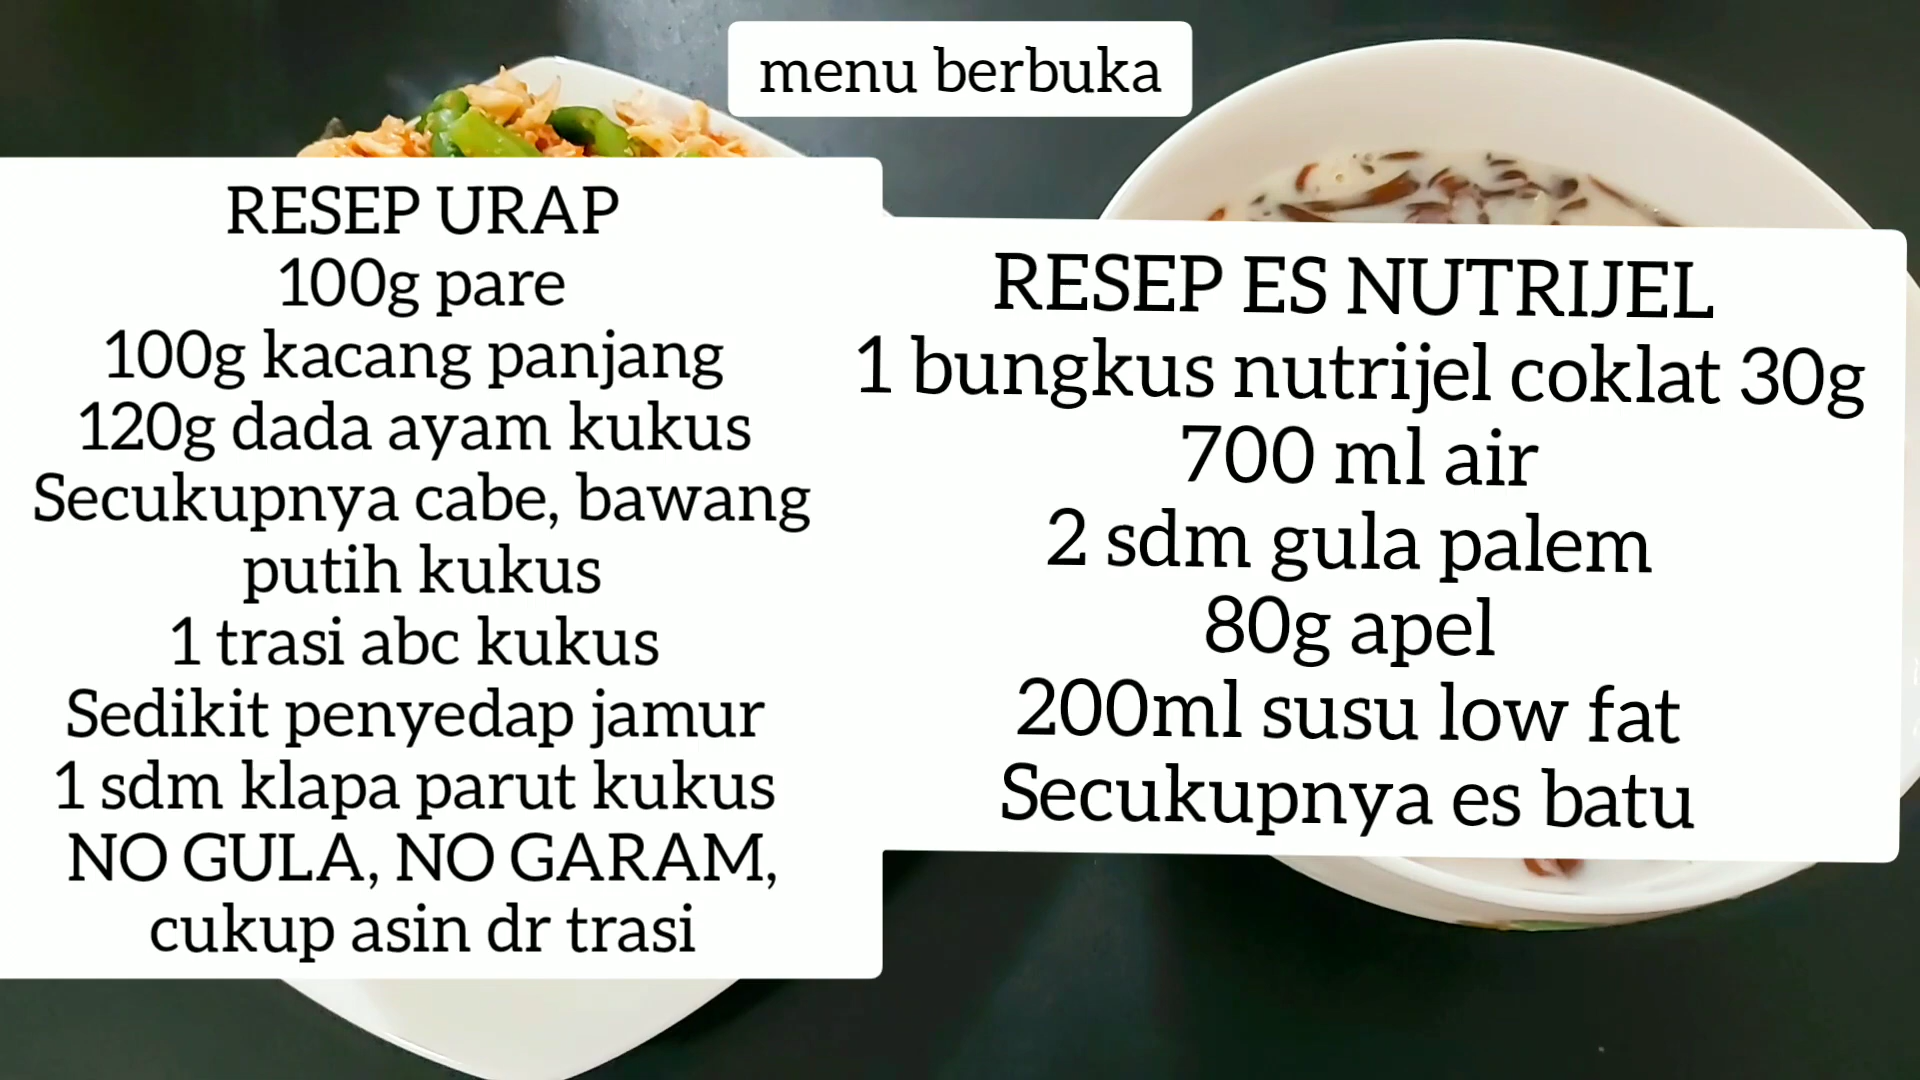 menu berbuka
RESEP URAP
100g pare
100g kacang panjang
120g dada ayam kukus
Secukupnya cabe, bawang
putih kukus
1 trasi abc kukus
Sedikit penyedap jamur
1 sdm klapa parut kukus
NO GULA, NO GARAM,
cukup asin dr trasi
RESEP ES NUTRIJEL
1 bungkus nutrijel coklat 30g
700 ml air
2 sdm gula palem
80g apel
200ml susu low fat
Secukupnya es batu